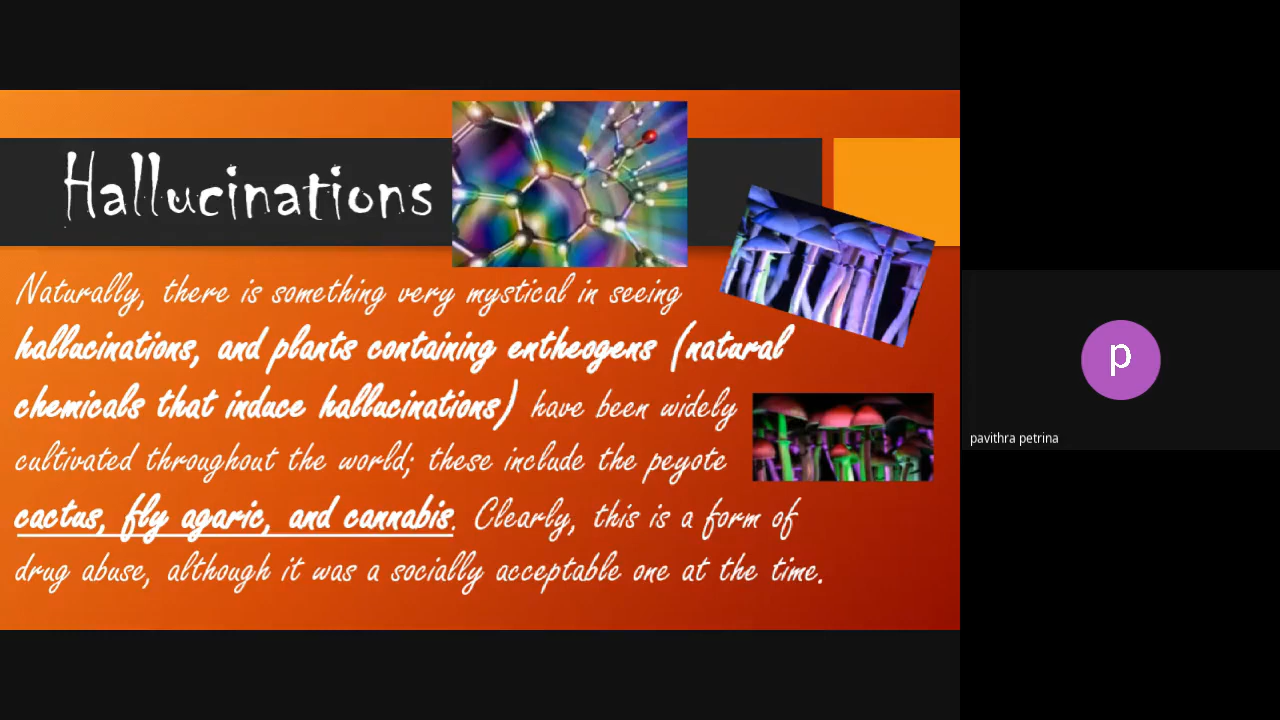 Hallucinations
Naturally, there is something very mystical in seeing
hallucinations, and plants containing entheogens (natural
chemicals that induce hallucinations) have been widely
cultivated throughout the world; these include the peyote
cactus, fly agaric, and cannabis. Clearly, this is a form of
drug abuse, although it was a socially acceptable one at the time.
p
pavithra petrina